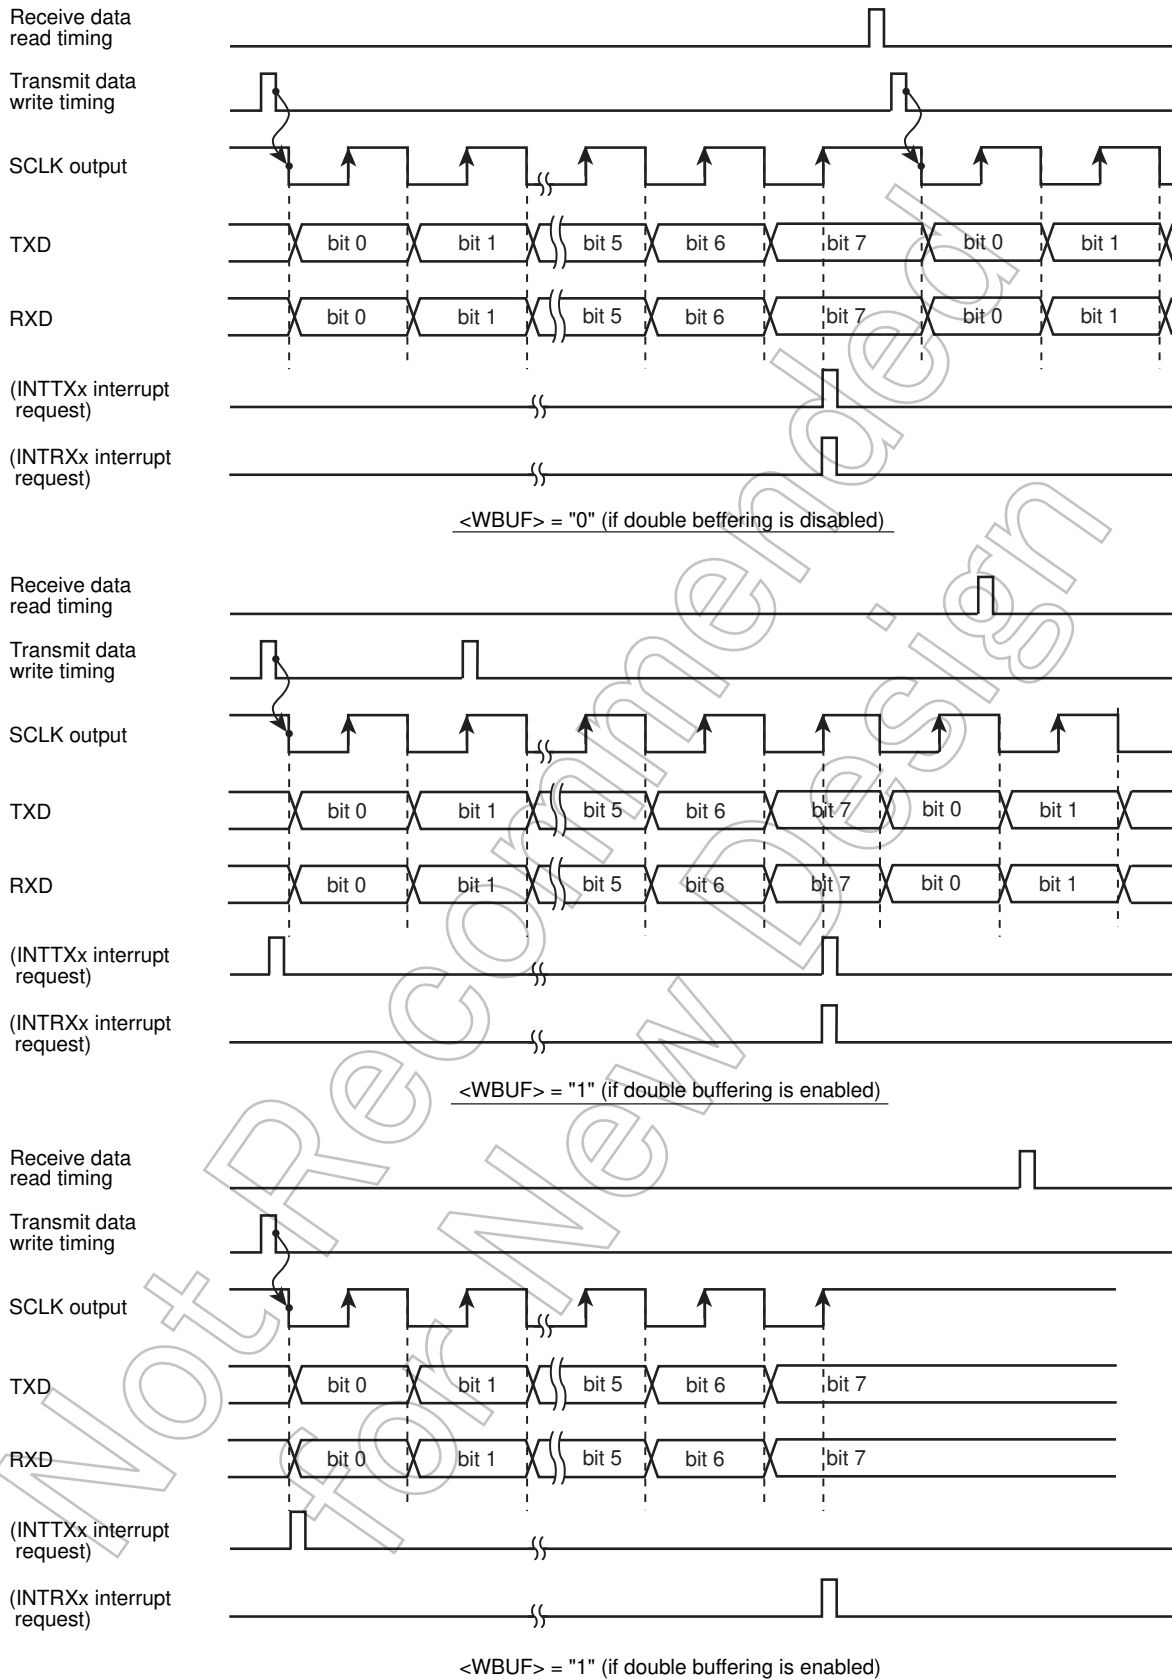 Receive data
read timing
Transmit data
write timing
SCLK output
TXD bit 0 bit 1 bit 5 bit 6 bit 7 bit 0 bit 1
RXD bit 0 bit 1 bit 5 bit 6 bit 7 bit 0 bit 1
(INTTXx interrupt
request)
(INTRXx interrupt
request)
<WBUF> = "0" (if double beffering is disabled)
Receive data
read timing
Transmit data
write timing
SCLK output
TXD bit 0 bit 1 bit 5 bit 6 bit 7 bit 0 bit 1
RXD bit 0 bit 1 bit 5 bit 6 bit 7 bit 0 bit 1
(INTTXx interrupt
request)
(INTRXx interrupt
request)
<WBUF> = "1" (if double buffering is enabled)
Receive data
read timing
Transmit data
write timing
SCLK output
TXD bit 0 bit 1 bit 5 bit 6 bit 7
RXD bit 0 bit 1 bit 5 bit 6 bit 7
(INTTXx interrupt
request)
(INTRXx interrupt
request)
<WBUF> = "1" (if double buffering is enabled)
Not Recommended
for New Design